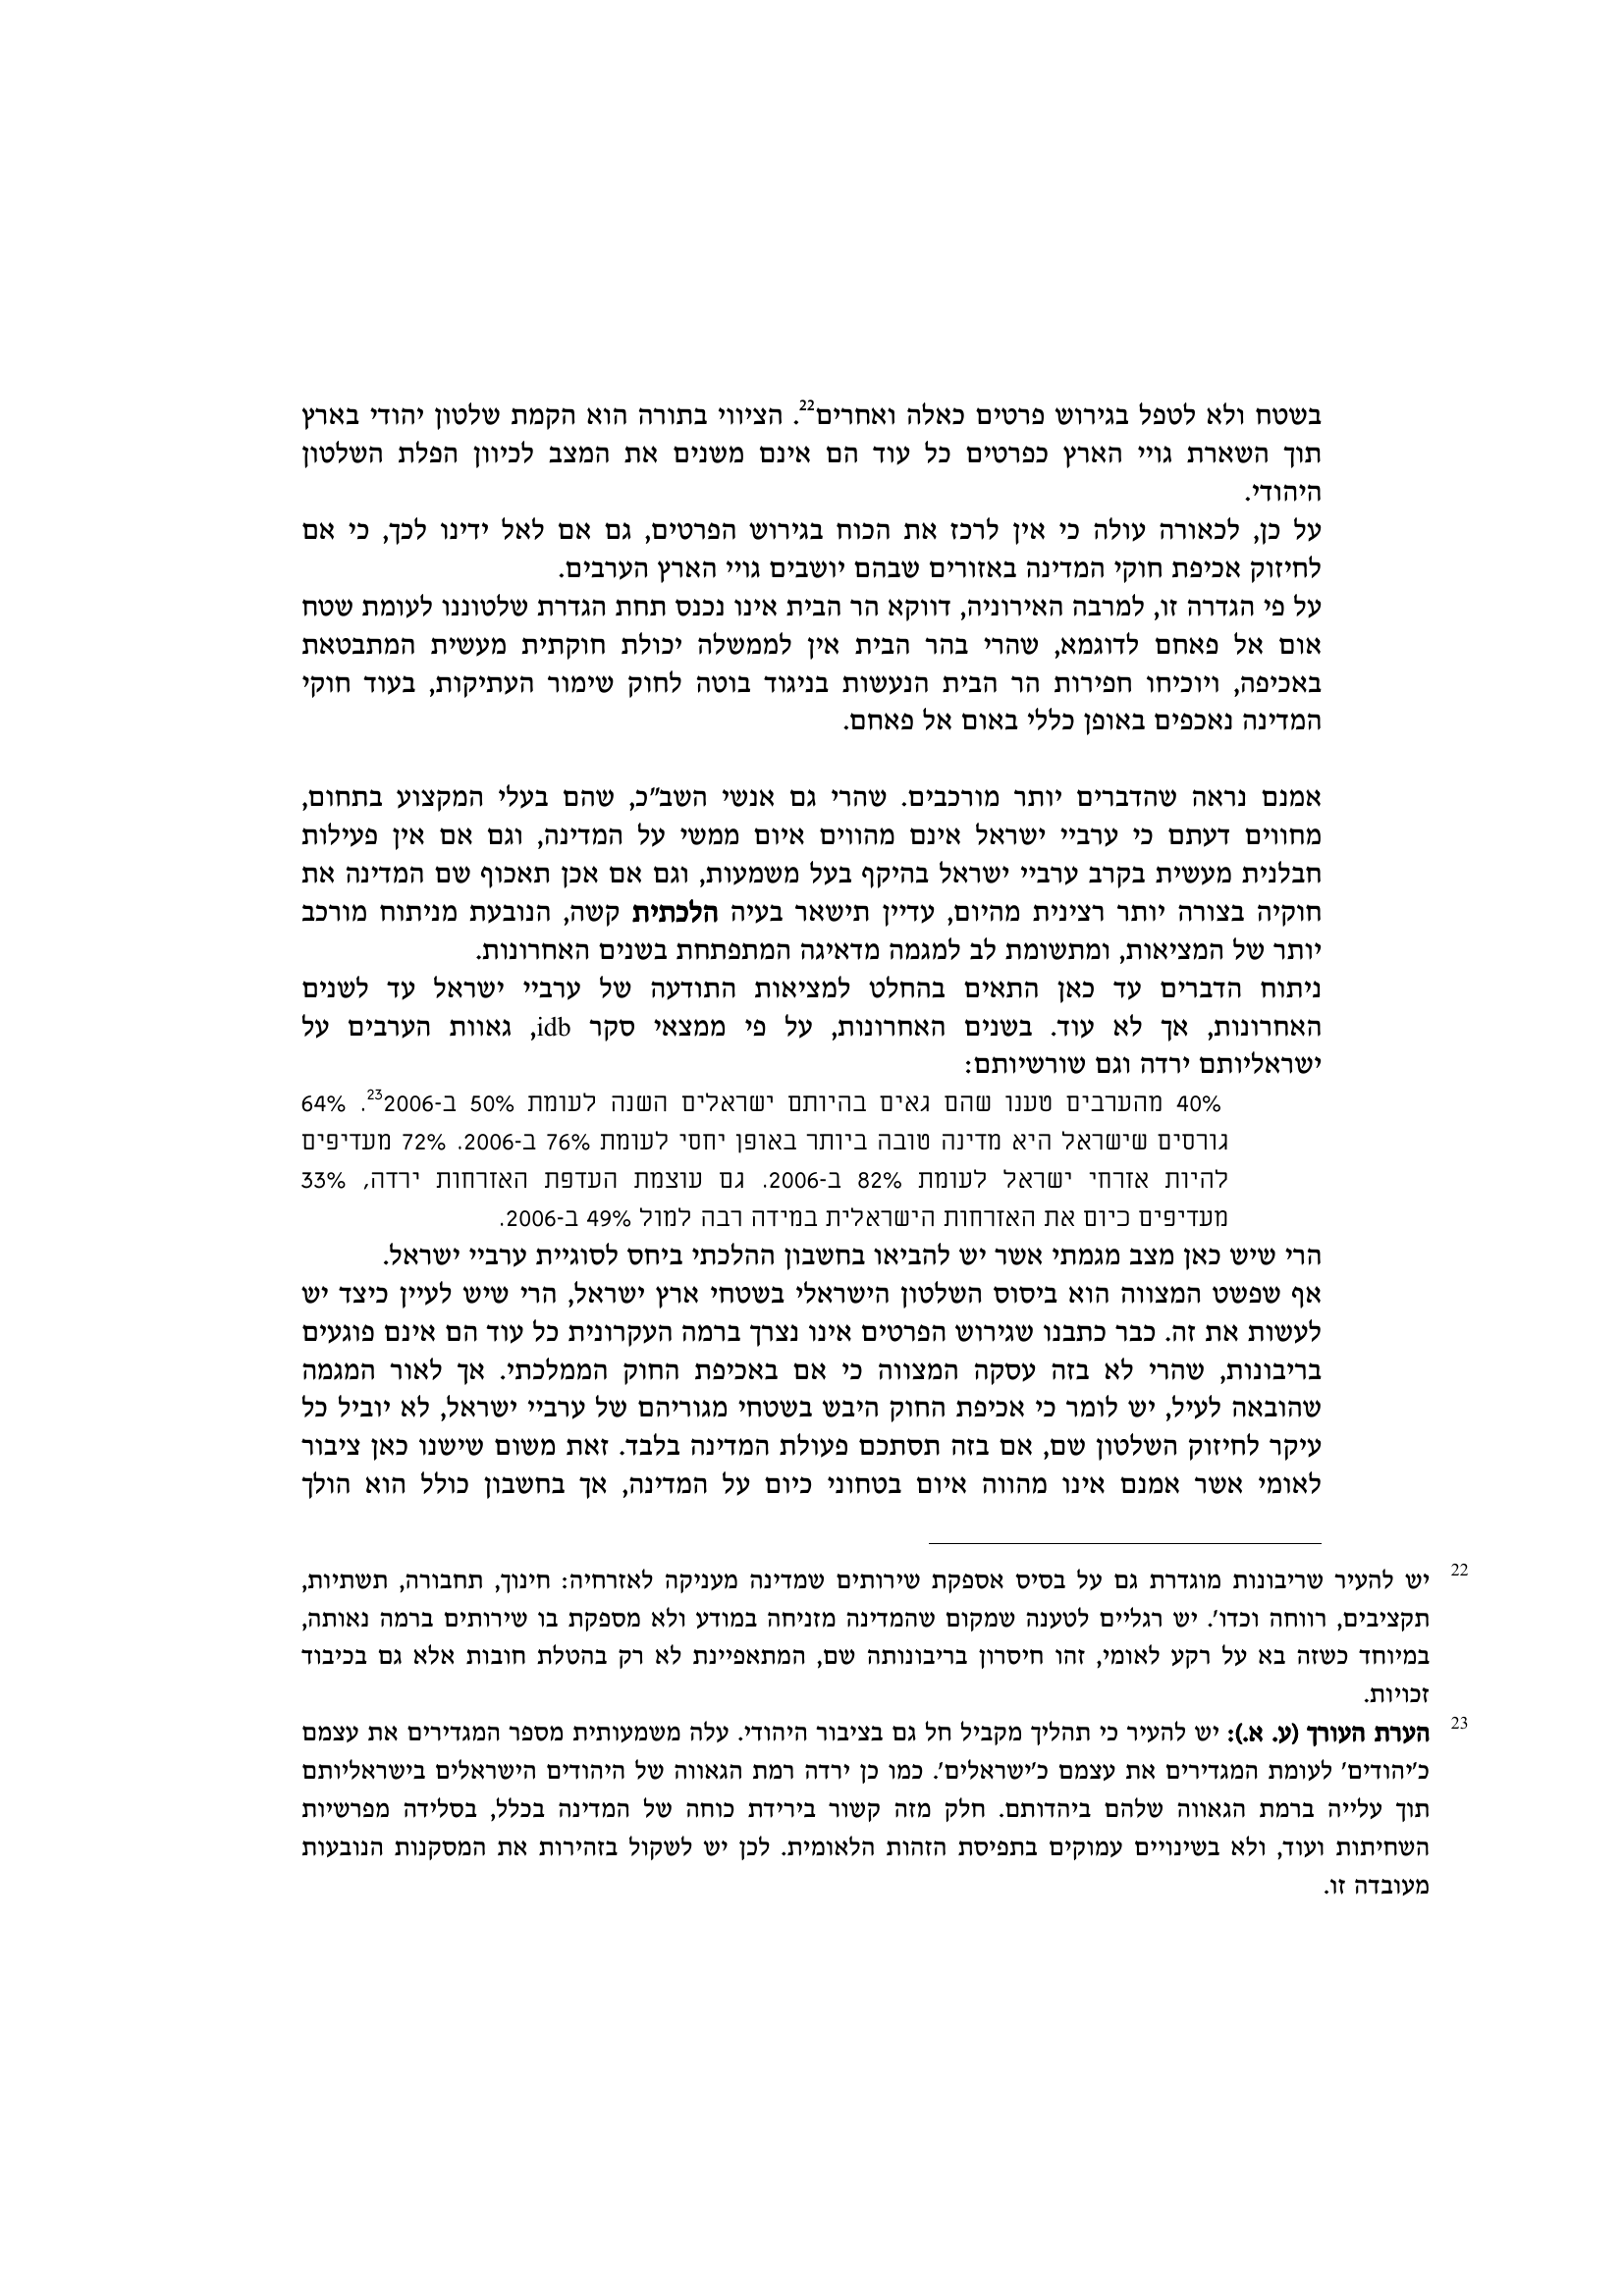 בשטח ולא לטפל בגירוש פרטים כאלה ואחרים22. הציווי בתורה הוא הקמת שלטון יהודי בארץ
תוך השארת גויי הארץ כפרטים כל עוד הם אינם משנים את המצב לכיוון הפלת השלטון
היהודי.
על כן, לכאורה עולה כי אין לרכז את הכוח בגירוש הפרטים, גם אם לאל ידינו לכך, כי אם
לחיזוק אכיפת חוקי המדינה באזורים שבהם יושבים גויי הארץ הערבים.
על פי הגדרה זו, למרבה האירוניה, דווקא הר הבית אינו נכנס תחת הגדרת שלטוננו לעומת שטח
אום אל פאחם לדוגמא, שהרי בהר הבית אין לממשלה יכולת חוקתית מעשית המתבטאת
באכיפה, ויוכיחו חפירות הר הבית הנעשות בניגוד בוטה לחוק שימור העתיקות, בעוד חוקי
המדינה נאכפים באופן כללי באום אל פאחם.
אמנם נראה שהדברים יותר מורכבים. שהרי גם אנשי השב"כ, שהם בעלי המקצוע בתחום,
מחווים דעתם כי ערביי ישראל אינם מהווים איום ממשי על המדינה, וגם אם אין פעילות
חבלנית מעשית בקרב ערביי ישראל בהיקף בעל משמעות, וגם אם אכן תאכוף שם המדינה את
חוקיה בצורה יותר רצינית מהיום, עדיין תישאר בעיה הלכתית קשה, הנובעת מניתוח מורכב
יותר של המציאות, ומתשומת לב למגמה מדאיגה המתפתחת בשנים האחרונות.
ניתוח הדברים עד כאן התאים בהחלט למציאות התודעה של ערביי ישראל עד לשנים
האחרונות, אך לא עוד. בשנים האחרונות, על פי ממצאי סקר idb, גאוות הערבים על
ישראליותם ירדה וגם שורשיותם:
40% מהערבים טענו שהם גאים בהיותם ישראלים השנה לעומת 50% ב-200623. 64%
גורסים שישראל היא מדינה טובה ביותר באופן יחסי לעומת 76% ב-2006. 72% מעדיפים
להיות אזרחי ישראל לעומת 82% ב-2006. גם עוצמת העדפת האזרחות ירדה, 33%
מעדיפים כיום את האזרחות הישראלית במידה רבה למול 49% ב-2006.
הרי שיש כאן מצב מגמתי אשר יש להביאו בחשבון ההלכתי ביחס לסוגיית ערביי ישראל.
אף שפשט המצווה הוא ביסוס השלטון הישראלי בשטחי ארץ ישראל, הרי שיש לעיין כיצד יש
לעשות את זה. כבר כתבנו שגירוש הפרטים אינו נצרך ברמה העקרונית כל עוד הם אינם פוגעים
בריבונות, שהרי לא בזה עסקה המצווה כי אם באכיפת החוק הממלכתי. אך לאור המגמה
שהובאה לעיל, יש לומר כי אכיפת החוק היבש בשטחי מגוריהם של ערביי ישראל, לא יוביל כל
עיקר לחיזוק השלטון שם, אם בזה תסתכם פעולת המדינה בלבד. זאת משום שישנו כאן ציבור
לאומי אשר אמנם אינו מהווה איום בטחוני כיום על המדינה, אך בחשבון כולל הוא הולך
22 יש להעיר שריבונות מוגדרת גם על בסיס אספקת שירותים שמדינה מעניקה לאזרחיה: חינוך, תחבורה, תשתיות,
תקציבים, רווחה וכדו'. יש רגליים לטענה שמקום שהמדינה מזניחה במודע ולא מספקת בו שירותים ברמה נאותה,
במיוחד כשזה בא על רקע לאומי, זהו חיסרון בריבונותה שם, המתאפיינת לא רק בהטלת חובות אלא גם בכיבוד
זכויות.
23 הערת העורך (ע. א.): יש להעיר כי תהליך מקביל חל גם בציבור היהודי. עלה משמעותית מספר המגדירים את עצמם
כ'יהודים' לעומת המגדירים את עצמם כ'ישראלים'. כמו כן ירדה רמת הגאווה של היהודים הישראלים בישראליותם
תוך עלייה ברמת הגאווה שלהם ביהדותם. חלק מזה קשור בירידת כוחה של המדינה בכלל, בסלידה מפרשיות
השחיתות ועוד, ולא בשינויים עמוקים בתפיסת הזהות הלאומית. לכן יש לשקול בזהירות את המסקנות הנובעות
מעובדה זו.